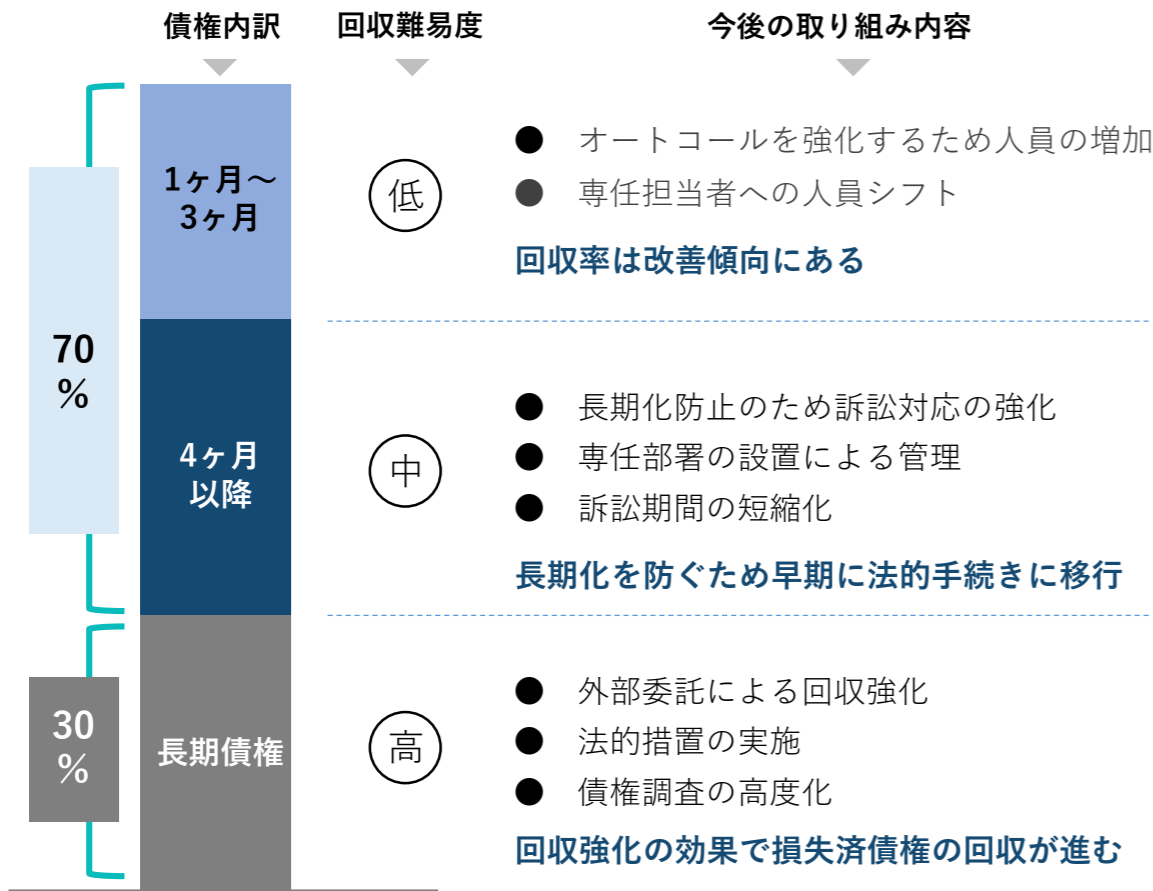 債権内訳
回収難易度
今後の取り組み内容
70
%
1ヶ月～
3ヶ月
低
● オートコールを強化するため人員の増加
● 専任担当者への人員シフト
回収率は改善傾向にある
4ヶ月
以降
中
● 長期化防止のため訴訟対応の強化
● 専任部署の設置による管理
● 訴訟期間の短縮化
長期化を防ぐため早期に法的手続きに移行
30
%
長期債権
高
● 外部委託による回収強化
● 法的措置の実施
● 債権調査の高度化
回収強化の効果で損失済債権の回収が進む